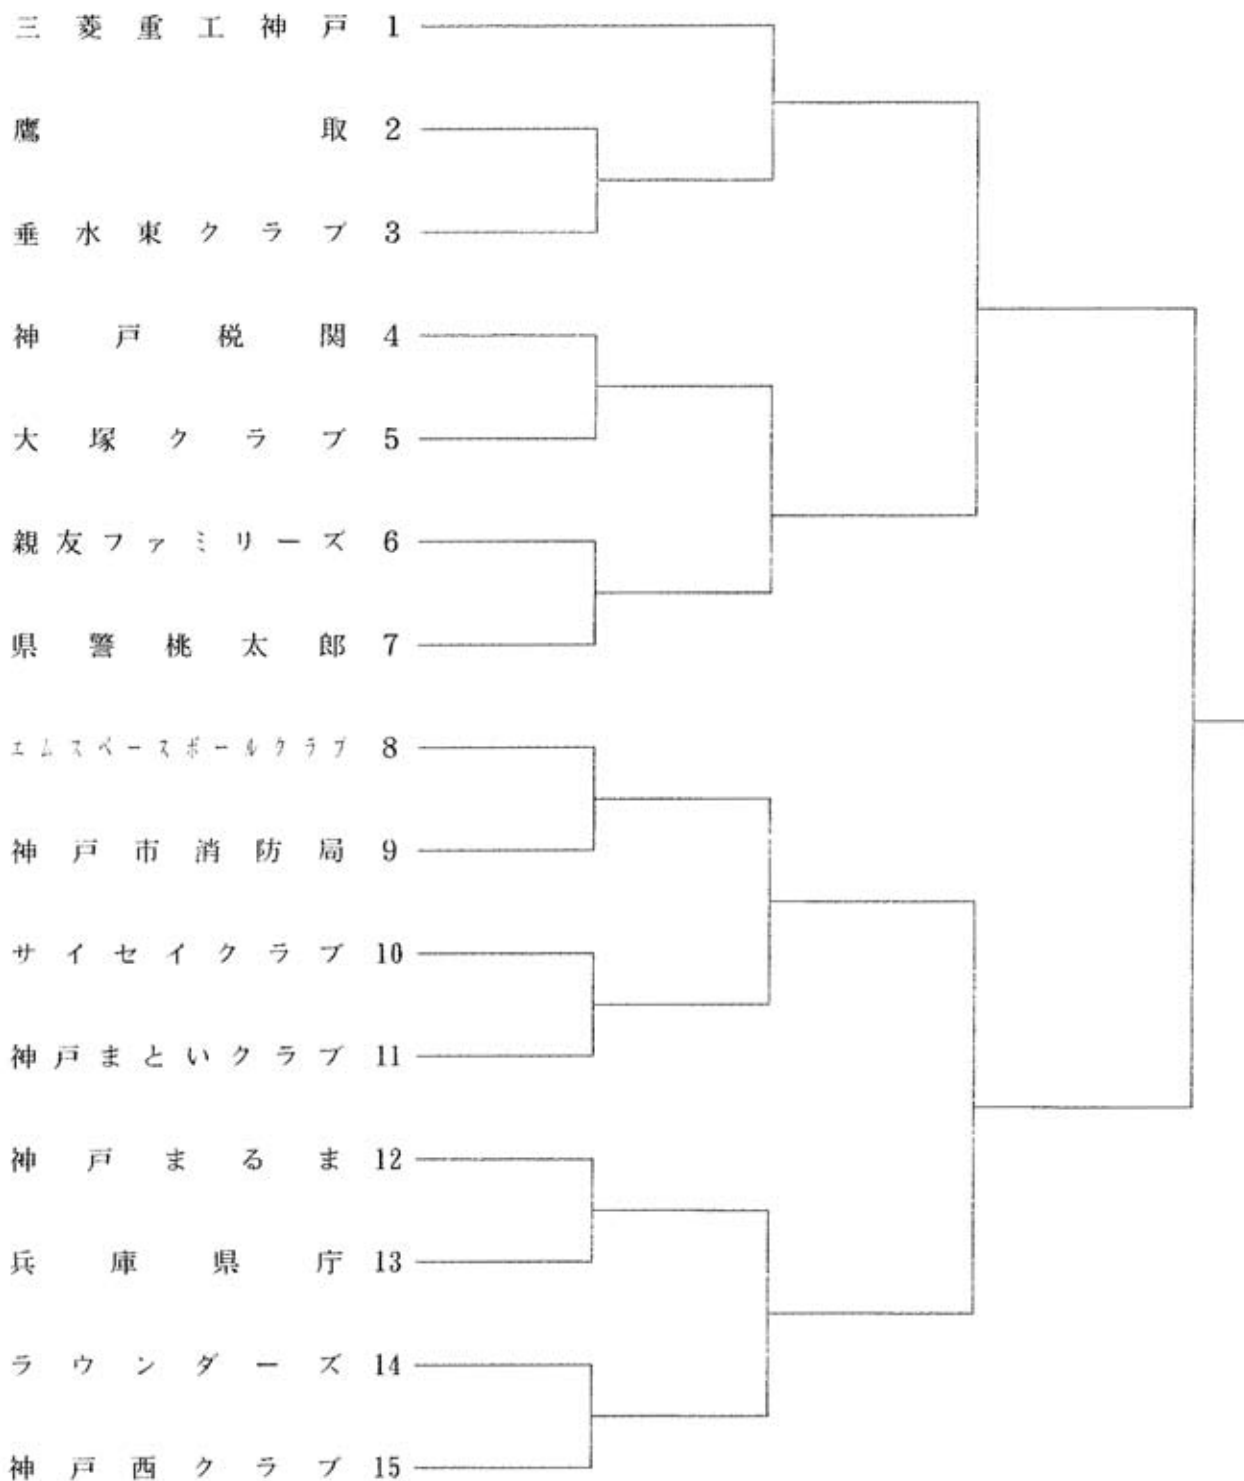 三菱重工神戸 1
鷹取 2
垂水東クラブ 3
神戸税関 4
大塚クラブ 5
親友ファミリーズ 6
県警桃太郎 7
エムスベースボールクラブ 8
神戸市消防局 9
サイセイクラブ 10
神戸まといクラブ 11
神戸まるま 12
兵庫県庁 13
ラウンダーズ 14
神戸西クラブ 15